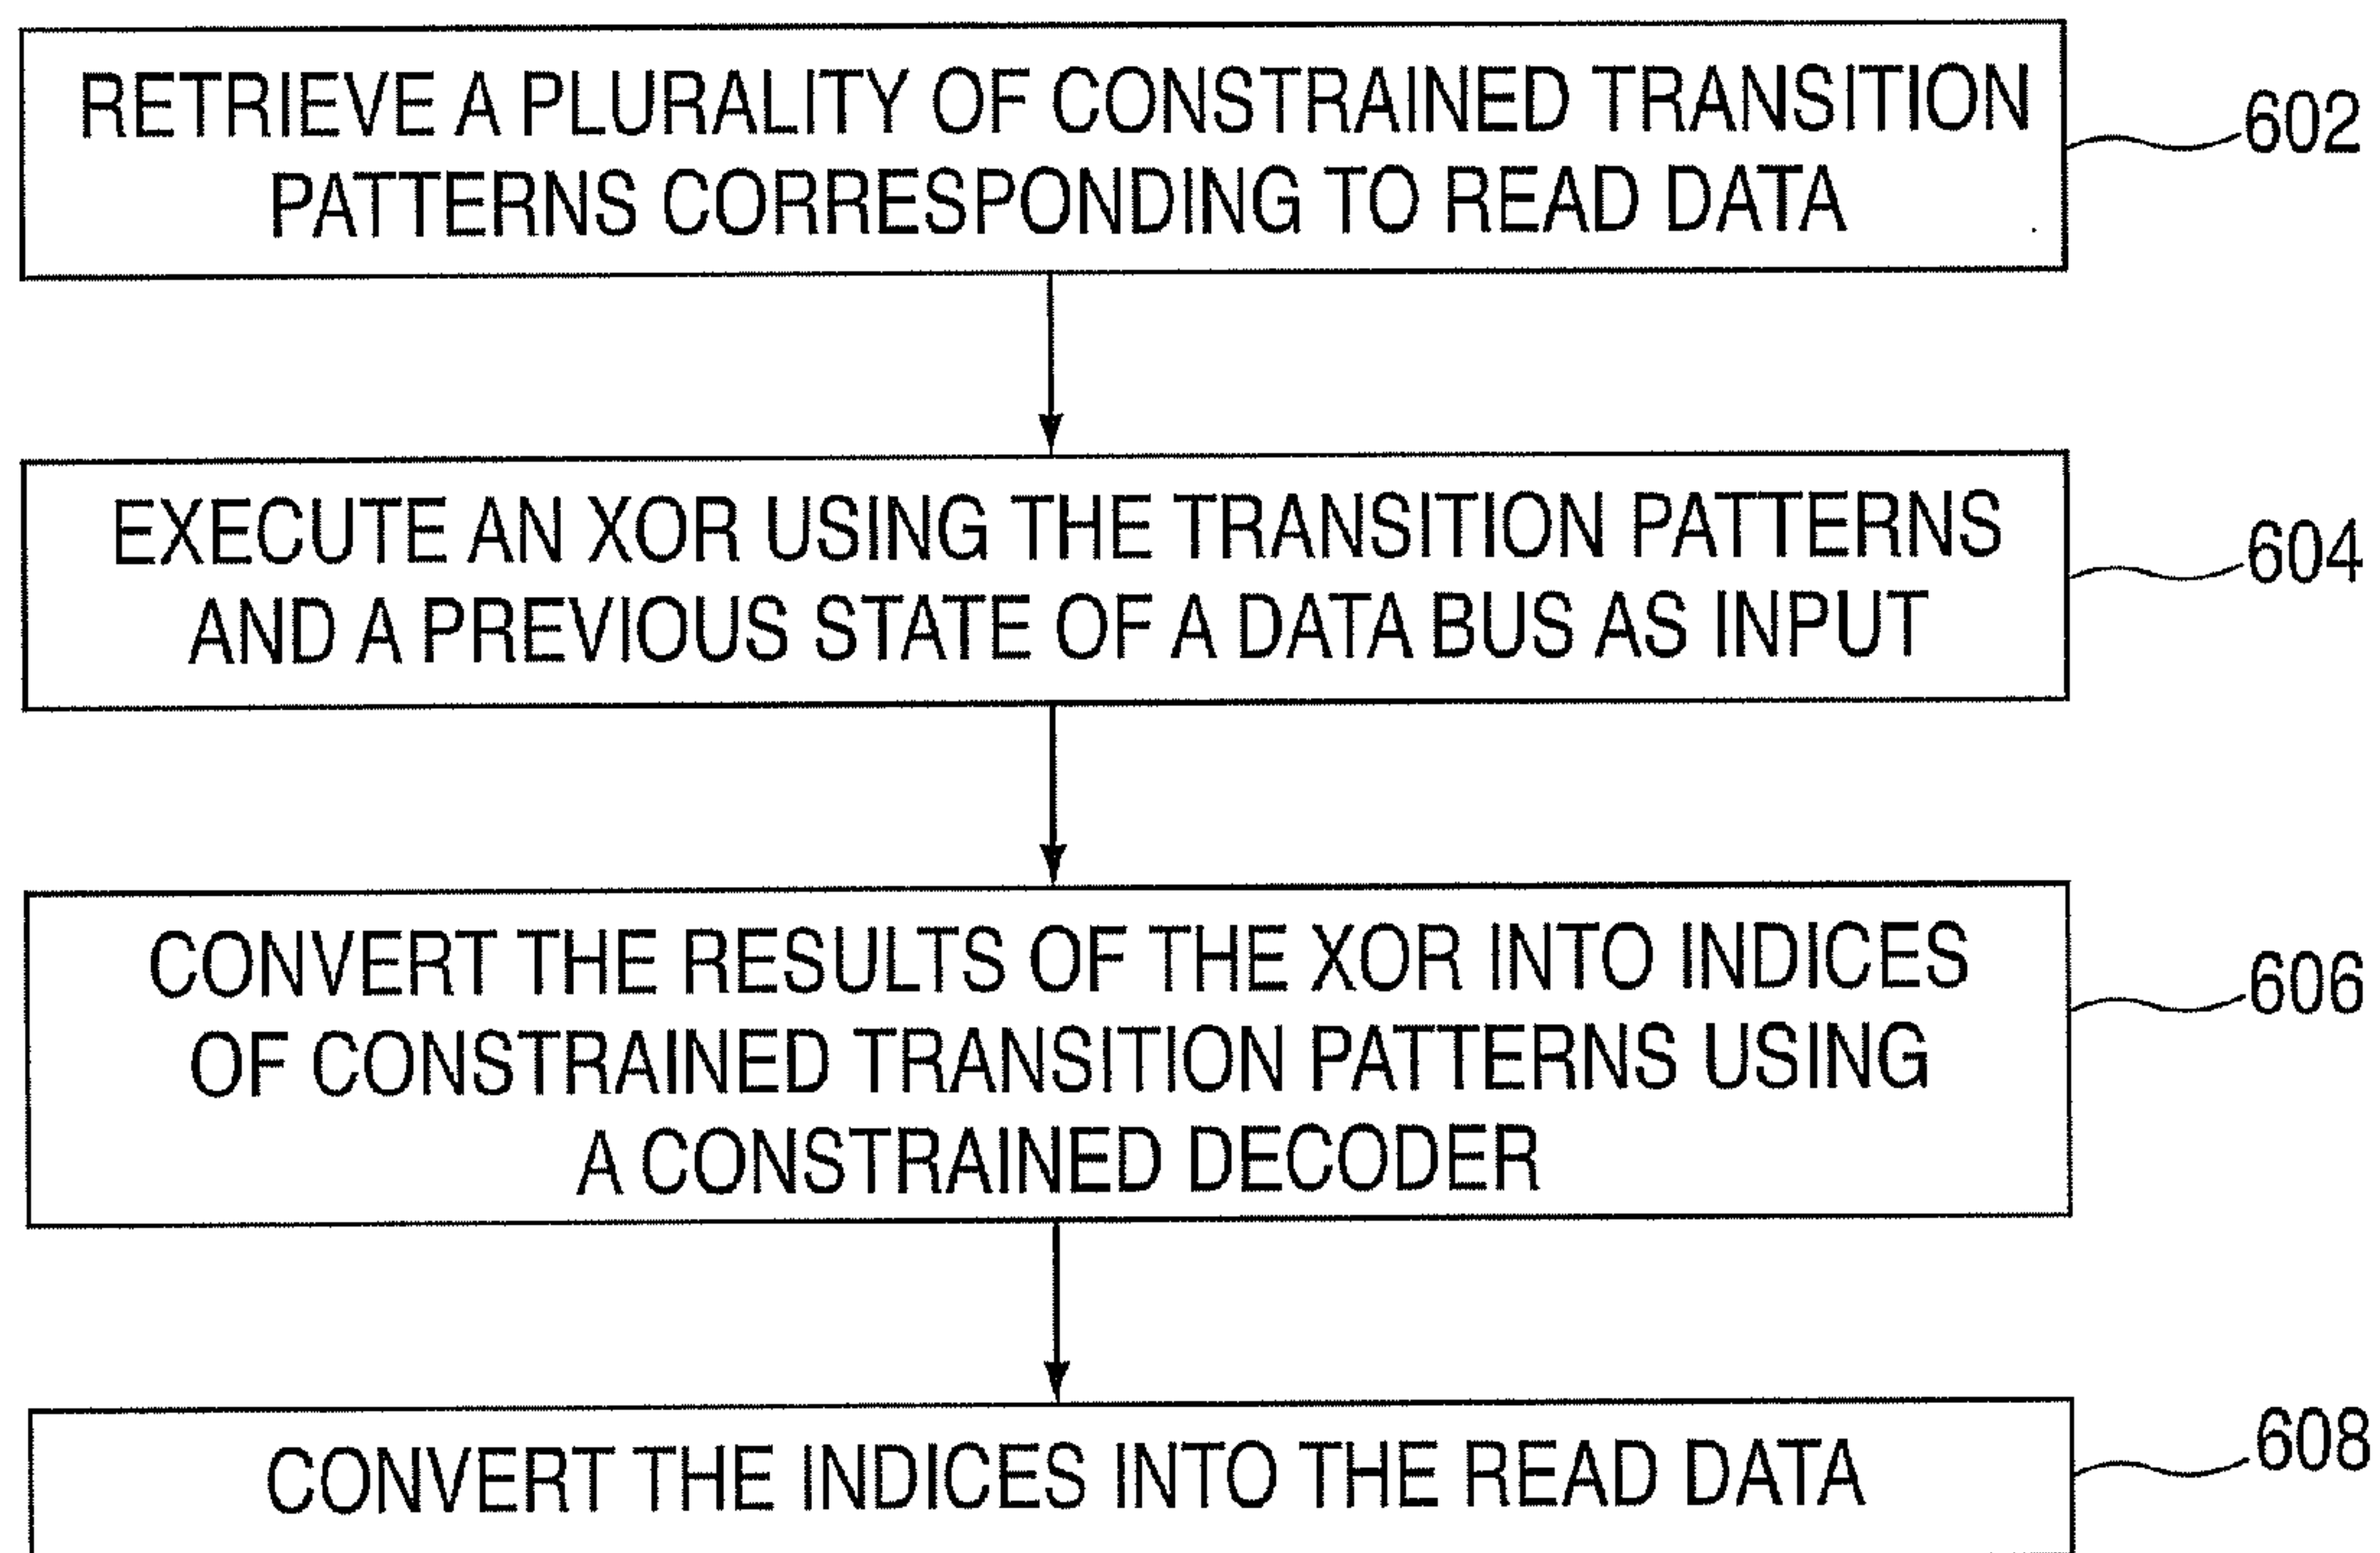 RETRIEVE A PLURALITY OF CONSTRAINED TRANSITION
PATTERNS CORRESPONDING TO READ DATA
602
EXECUTE AN XOR USING THE TRANSITION PATTERNS
AND A PREVIOUS STATE OF A DATA BUS AS INPUT
604
CONVERT THE RESULTS OF THE XOR INTO INDICES
OF CONSTRAINED TRANSITION PATTERNS USING
A CONSTRAINED DECODER
606
CONVERT THE INDICES INTO THE READ DATA
608